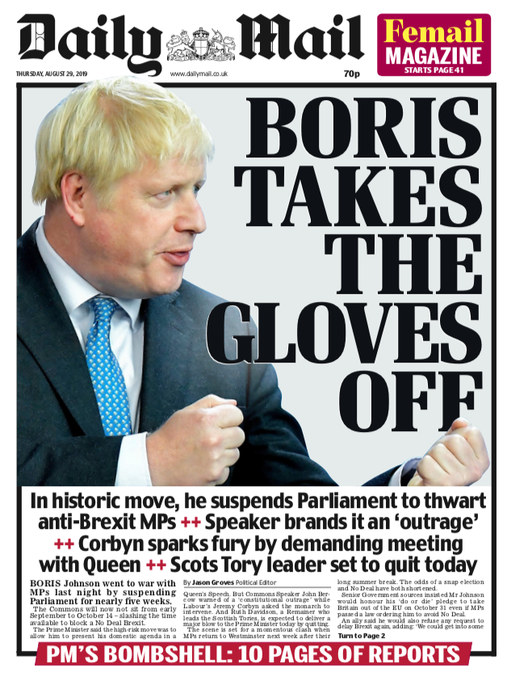 Daily Mail
Femail
MAGAZINE
STARTS PAGE 41
THURSDAY, AUGUST 29, 2019
www.dailymail.co.uk
70p
BORIS
TAKES
THE
GLOVES
OFF
In historic move, he suspends Parliament to thwart
anti-Brexit MPs ++ Speaker brands it an ‘outrage’
++ Corbyn sparks fury by demanding meeting
with Queen ++ Scots Tory leader set to quit today
BORIS Johnson went to war with
MPs last night by suspending
Parliament for nearly five weeks.
The Commons will now not sit from early
September to October 14 – slashing the time
available to block a No Deal Brexit.
The Prime Minister said the high-risk move was to
allow him to present his domestic agenda in a
By Jason Groves Political Editor
Queen’s Speech. But Commons Speaker John Ber-
cow warned of a ‘constitutional outrage’ while
Labour’s Jeremy Corbyn asked the monarch to
intervene. And Ruth Davidson, a Remainer who
leads the Scottish Tories, is expected to deliver a
major blow to the Prime Minister today by quitting.
The scene is set for a momentous clash when
MPs return to Westminster next week after their
long summer break. The odds of a snap election
and No Deal have both shortened.
Senior Government sources insisted Mr Johnson
would honour his ‘do or die’ pledge to take
Britain out of the EU on October 31 even if MPs
passed a law ordering him to avoid No Deal.
An ally said he would also refuse any request to
delay Brexit again, adding: ‘We could get into some
Turn to Page 2
PM’S BOMBSHELL: 10 PAGES OF REPORTS